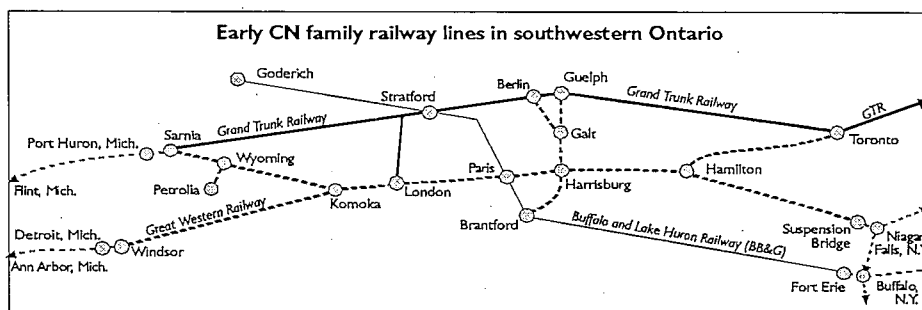 Early CN family railway lines in southwestern Ontario
Goderich
Stratford
Berlin
Guelph
Grand Trunk Railway
GTR
Toronto
Port Huron, Mich.
Sarnia
Grand Trunk Railway
Galt
Wyoming
Flint, Mich.
Petrolia
Komoka
London
Paris
Harrisburg
Hamilton
Great Western Railway
Brantford
Buffalo and Lake Huron Railway (BB&G)
Detroit, Mich.
Windsor
Ann Arbor, Mich.
Suspension
Bridge
Niagar
Falls, N.Y
Fort Erie
Buffalo,
N.Y.